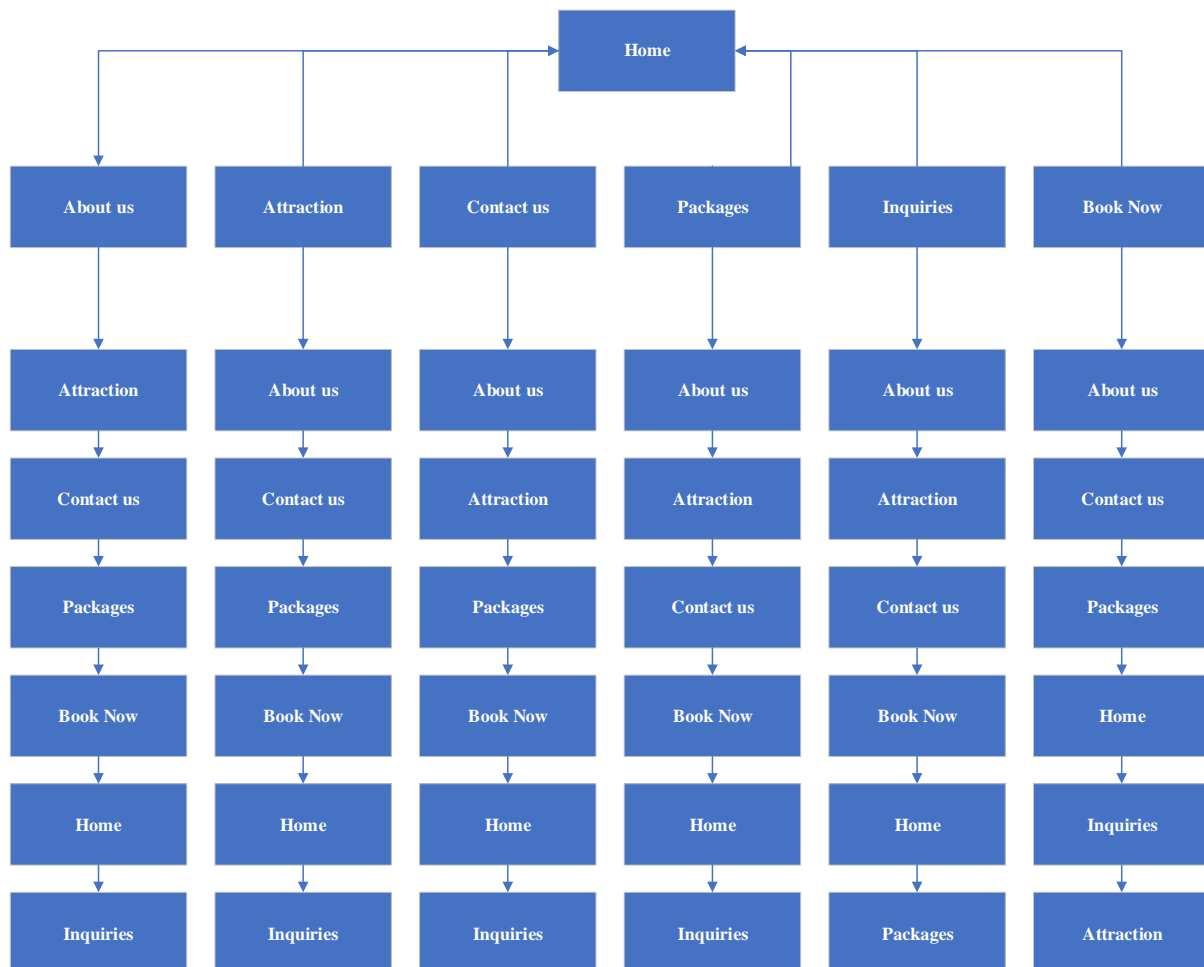 Home
About us
Attraction
Contact us
Packages
Inquiries
Book Now
Attraction
About us
About us
About us
About us
About us
Contact us
Contact us
Attraction
Attraction
Attraction
Contact us
Packages
Packages
Packages
Contact us
Contact us
Packages
Book Now
Book Now
Book Now
Book Now
Book Now
Home
Home
Home
Home
Home
Home
Inquiries
Inquiries
Inquiries
Inquiries
Inquiries
Packages
Attraction